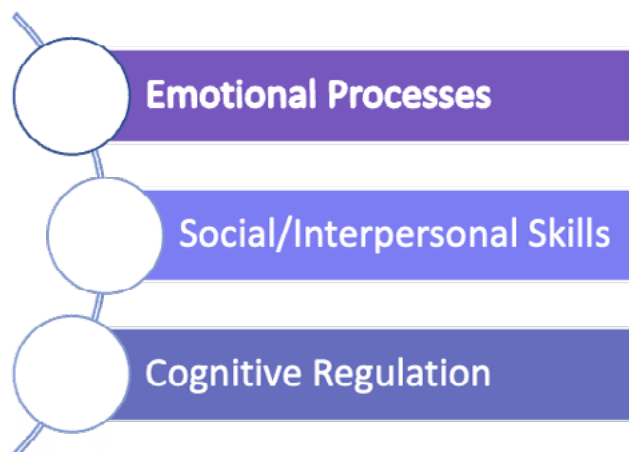 Emotional Processes
Social/Interpersonal Skills
Cognitive Regulation